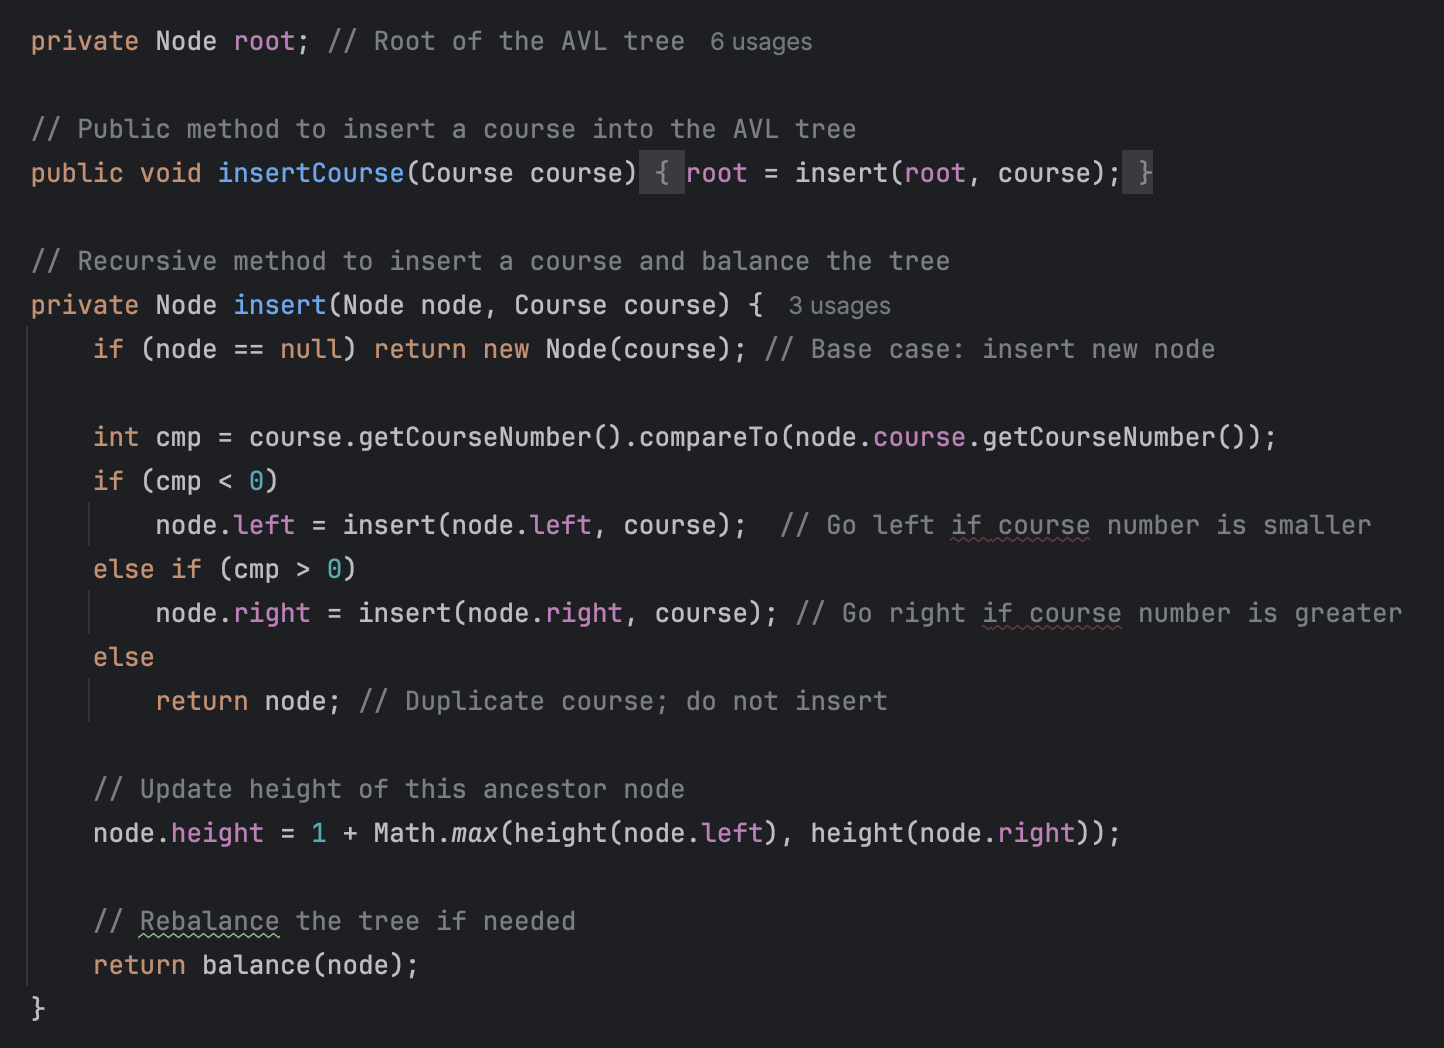 private Node root; // Root of the AVL tree 6 usages
// Public method to insert a course into the AVL tree
public void insertCourse(Course course) { root = insert(root, course); }
// Recursive method to insert a course and balance the tree
private Node insert(Node node, Course course) { 3 usages
if (node == null) return new Node(course); // Base case: insert new node
int cmp = course.getCourseNumber().compareTo(node.course.getCourseNumber());
if (cmp < 0)
node.left = insert(node.left, course); // Go left if course number is smaller
else if (cmp > 0)
node.right = insert(node.right, course); // Go right if course number is greater
else
return node; // Duplicate course; do not insert
// Update height of this ancestor node
node.height = 1 + Math.max(height(node.left), height(node.right));
// Rebalance the tree if needed
return balance(node);
}